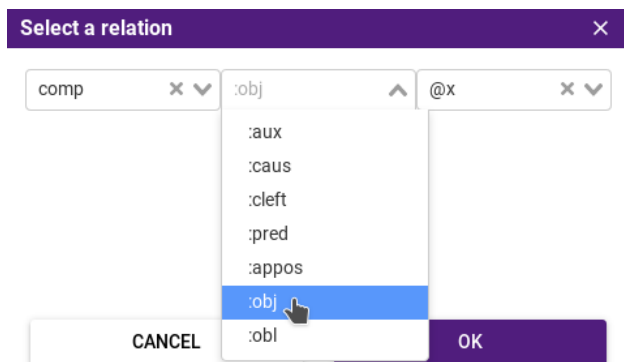 Select a relation
comp :obj @x
:aux
:caus
:cleft
:pred
:appos
:obj
:obl
CANCEL OK